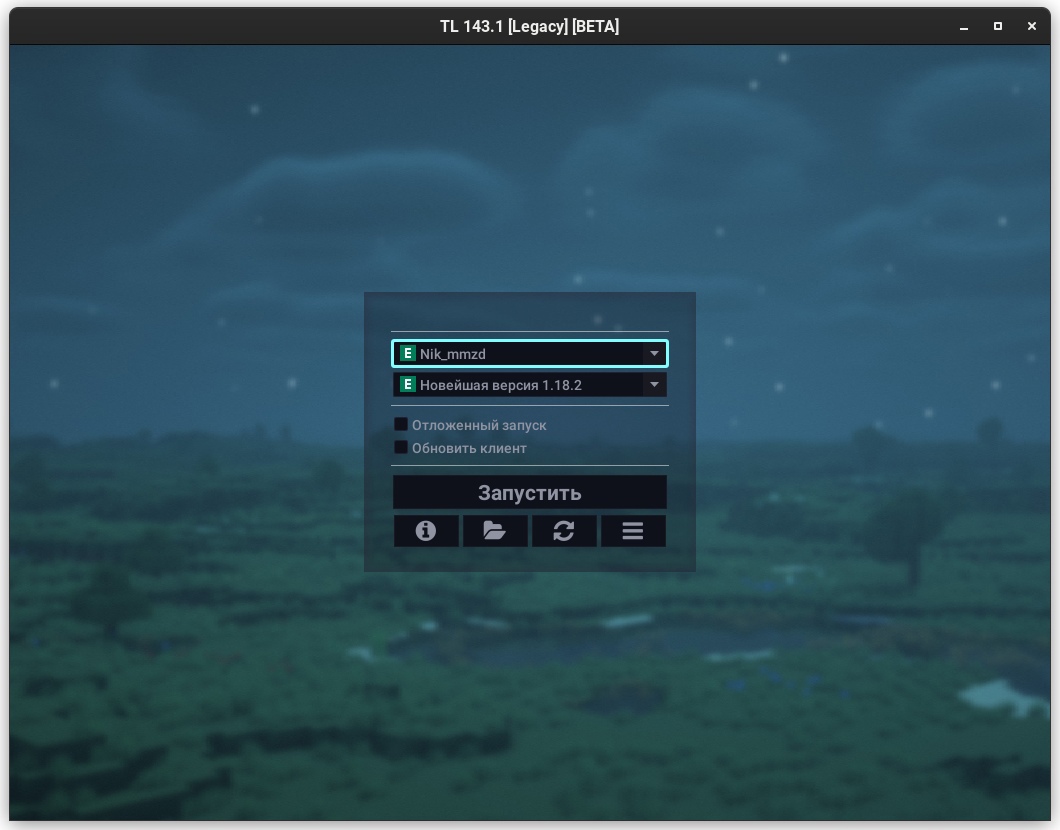 TL 143.1 [Legacy] [BETA]
E Nik_mmzd
E Новейшая версия 1.18.2
Отложенный запуск
Обновить клиент
Запустить